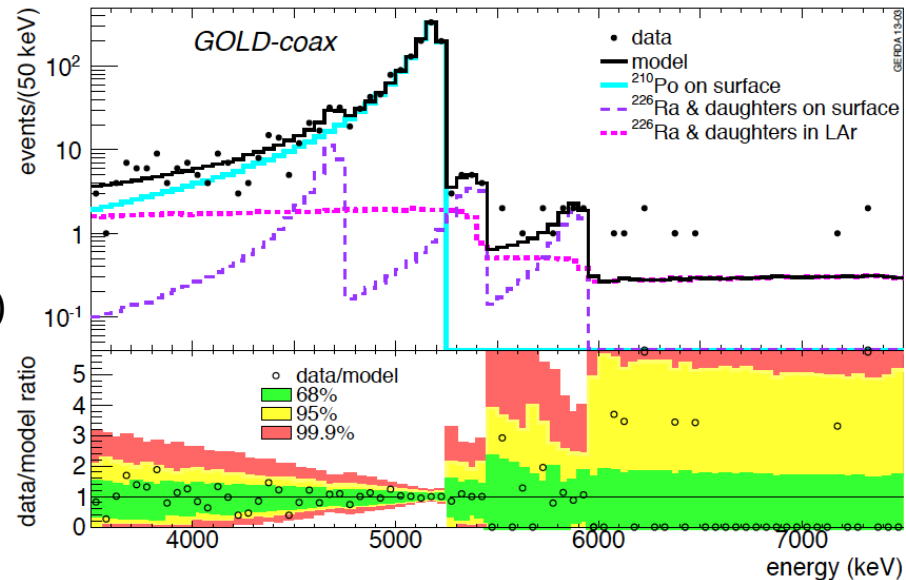 GOLD-coax
data
model
²¹⁰Po on surface
²²⁶Ra & daughters on surface
²²⁶Ra & daughters in LAr
GERDA 13-03
events/(50 keV)
10²
10
1
10⁻¹
)
data/model
68%
95%
99.9%
data/model ratio
5
4
3
2
1
0
4000 5000 6000 7000
energy (keV)